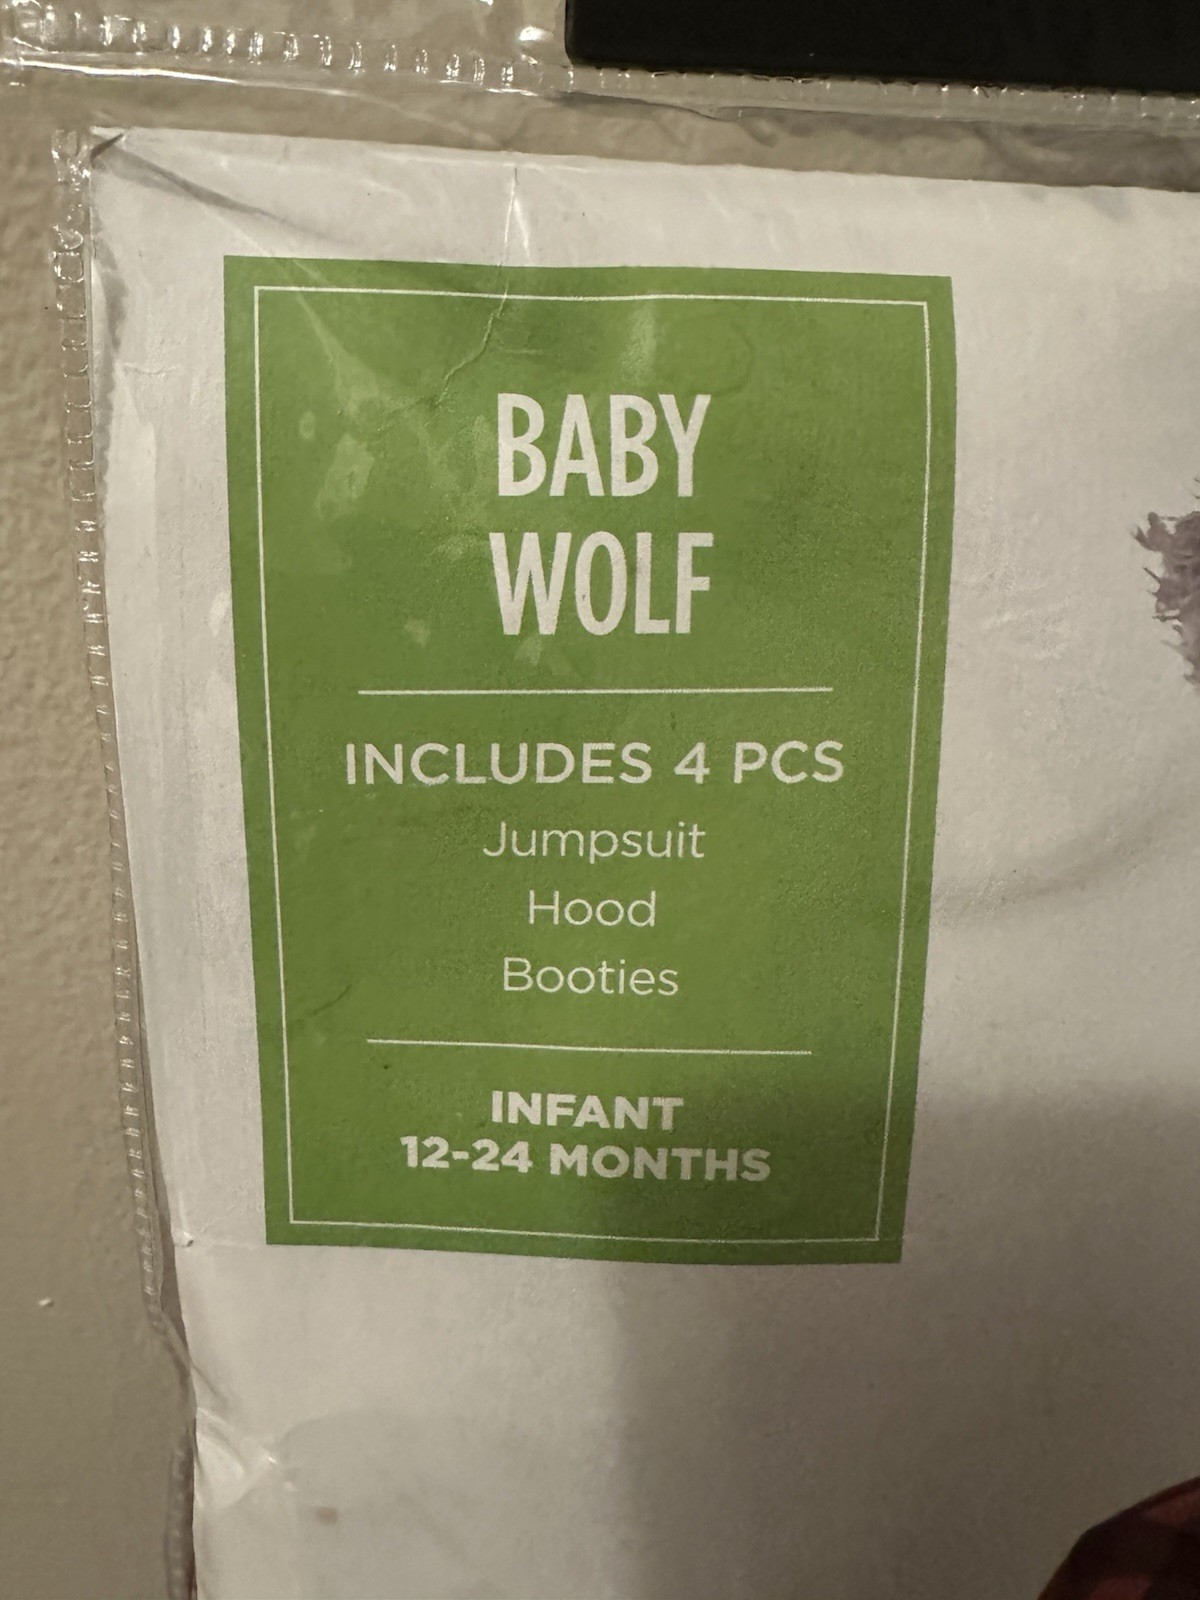 BABY
WOLF
INCLUDES 4 PCS
Jumpsuit
Hood
Booties
INFANT
12-24 MONTHS